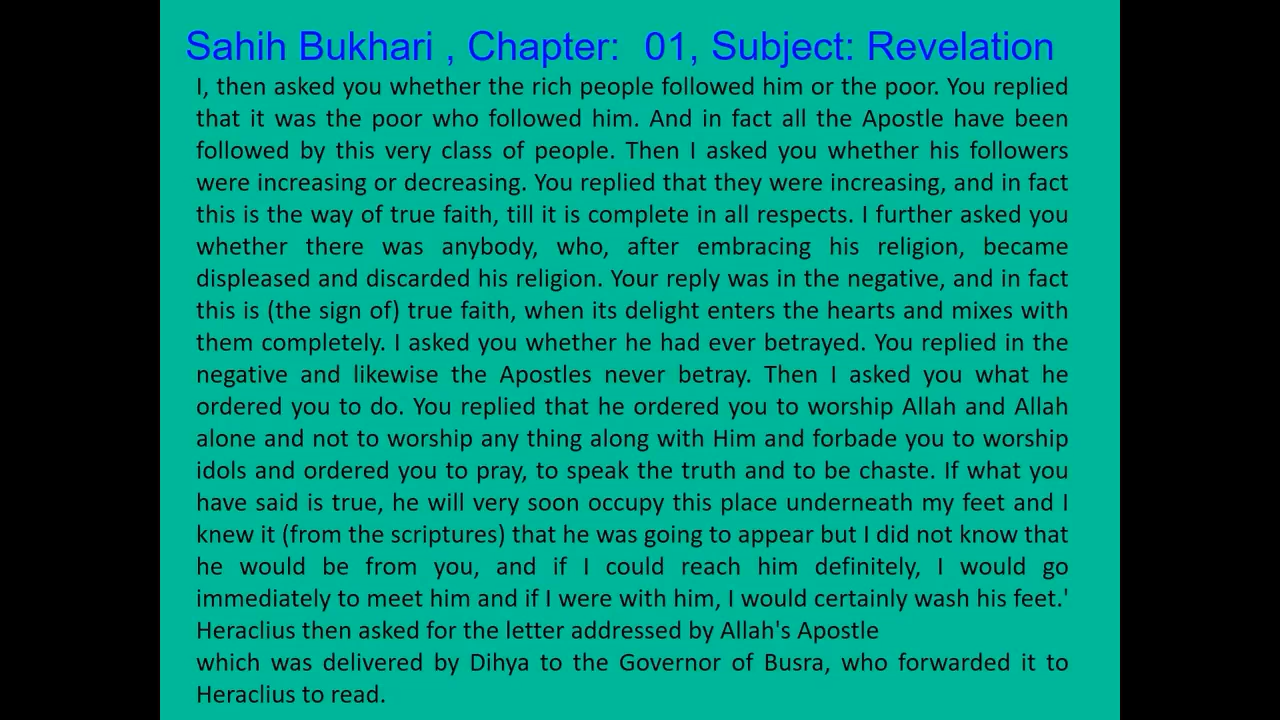 Sahih Bukhari , Chapter:  01, Subject: Revelation
I, then asked you whether the rich people followed him or the poor. You replied
that it was the poor who followed him. And in fact all the Apostle have been
followed by this very class of people. Then I asked you whether his followers
were increasing or decreasing. You replied that they were increasing, and in fact
this is the way of true faith, till it is complete in all respects. I further asked you
whether there was anybody, who, after embracing his religion, became
displeased and discarded his religion. Your reply was in the negative, and in fact
this is (the sign of) true faith, when its delight enters the hearts and mixes with
them completely. I asked you whether he had ever betrayed. You replied in the
negative and likewise the Apostles never betray. Then I asked you what he
ordered you to do. You replied that he ordered you to worship Allah and Allah
alone and not to worship any thing along with Him and forbade you to worship
idols and ordered you to pray, to speak the truth and to be chaste. If what you
have said is true, he will very soon occupy this place underneath my feet and I
knew it (from the scriptures) that he was going to appear but I did not know that
he would be from you, and if I could reach him definitely, I would go
immediately to meet him and if I were with him, I would certainly wash his feet.'
Heraclius then asked for the letter addressed by Allah's Apostle
which was delivered by Dihya to the Governor of Busra, who forwarded it to
Heraclius to read.